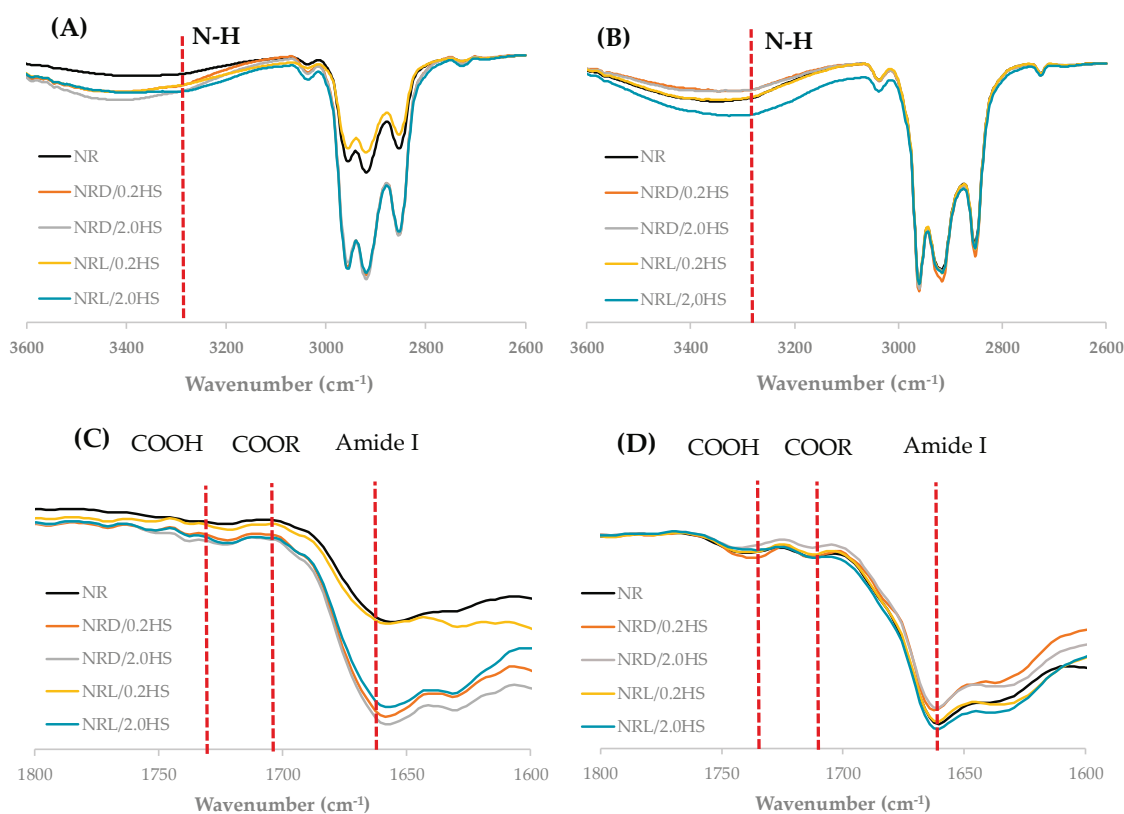 (A)
N-H
NR
NRD/0.2HS
NRD/2.0HS
NRL/0.2HS
NRL/2.0HS
3600 3400 3200 3000 2800 2600
Wavenumber (cm-1)
(B)
N-H
NR
NRD/0.2HS
NRD/2.0HS
NRL/0.2HS
NRL/2,0HS
3600 3400 3200 3000 2800 2600
Wavenumber (cm-1)
(C)
COOH COOR Amide I
NR
NRD/0.2HS
NRD/2.0HS
NRL/0.2HS
NRL/2.0HS
1800 1750 1700 1650 1600
Wavenumber (cm-1)
(D)
COOH COOR Amide I
NR
NRD/0.2HS
NRD/2.0HS
NRL/0.2HS
NRL/2.0HS
1800 1750 1700 1650 1600
Wavenumber (cm-1)